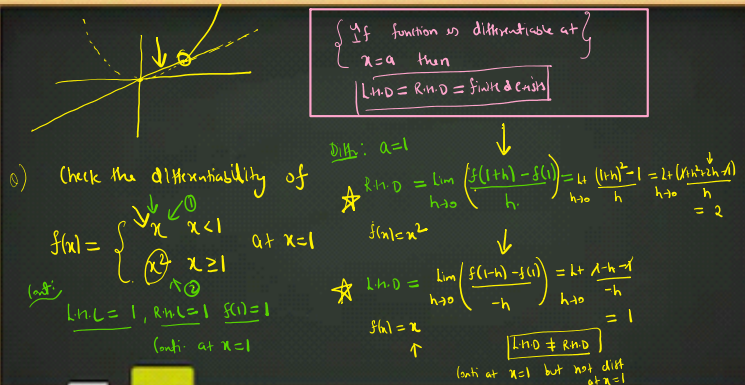 If function is differentiable at
x=a then
L.H.D = R.H.D = finite & exists
Q) Check the differentiability of
f(x) = { x x<1 ①
x² x≥1 ②
at x=1
Conti:
L.H.L = 1, R.H.L = 1 f(1)=1
Conti. at x=1
Diff: a=1
R.H.D = Lim h→0 (f(1+h) - f(1) / h) = Lt h→0 (1+h)²-1 / h = Lt h→0 (1+h²+2h-1) / h
= 2
f(x)=x²
L.H.D = Lim h→0 (f(1-h) - f(1) / -h) = Lt h→0 1-h-1 / -h
= 1
f(x) = x
L.H.D ≠ R.H.D
Conti at x=1 but not diff
at x=1